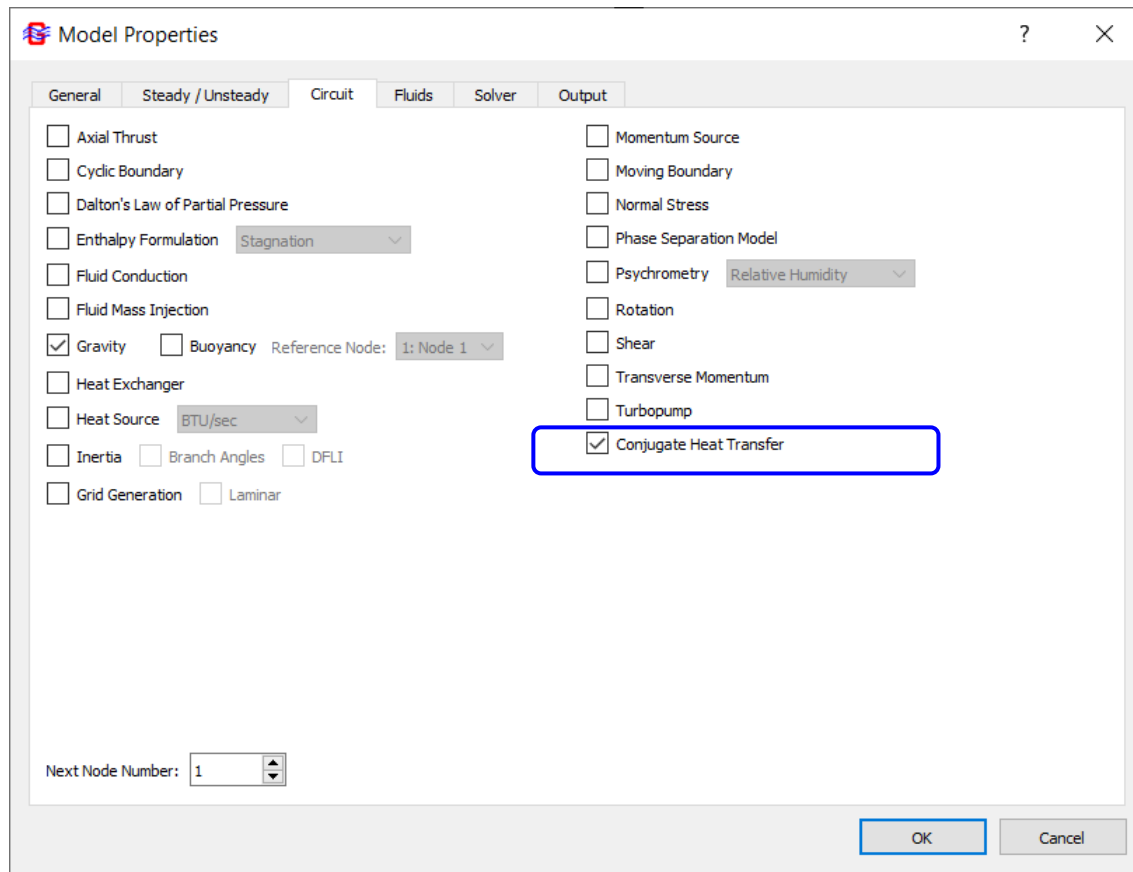 Model Properties ? ×
General Steady / Unsteady Circuit Fluids Solver Output
Axial Thrust
Cyclic Boundary
Dalton's Law of Partial Pressure
Enthalpy Formulation Stagnation
Fluid Conduction
Fluid Mass Injection
Gravity Buoyancy Reference Node: 1: Node 1
Heat Exchanger
Heat Source BTU/sec
Inertia Branch Angles DFLI
Grid Generation Laminar
Momentum Source
Moving Boundary
Normal Stress
Phase Separation Model
Psychrometry Relative Humidity
Rotation
Shear
Transverse Momentum
Turbopump
Conjugate Heat Transfer
Next Node Number: 1
OK Cancel